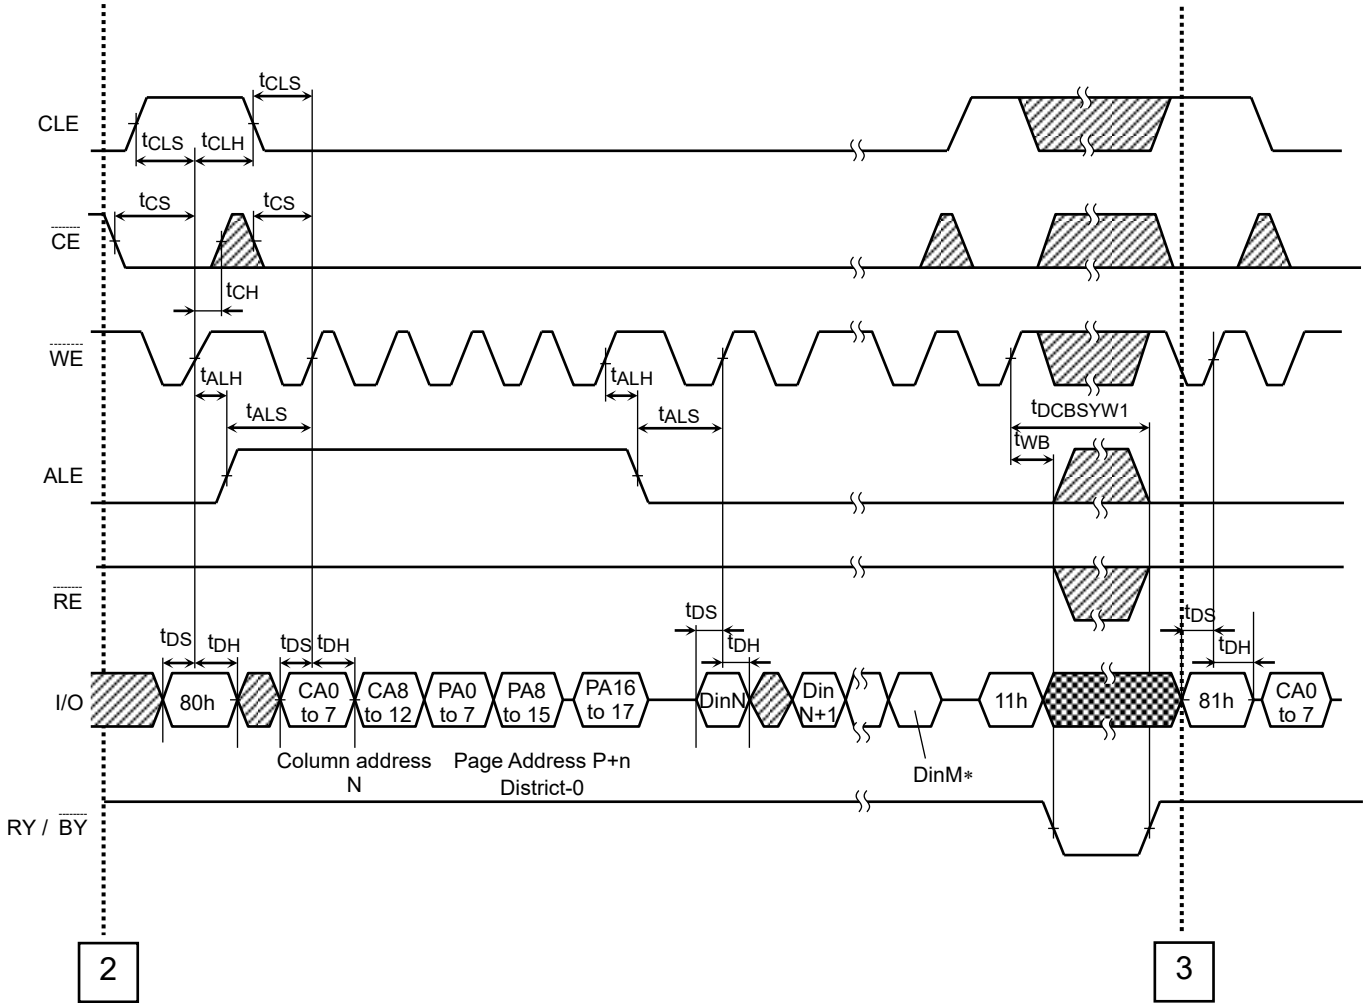 tCLS
CLE
tCLS tCLH
tCS tCS
CE
tCH
WE
tALH tALH
tALS tALS tDCBSYW1
tWB
ALE
RE
tDS tDH tDS tDH tDS tDH tDS tDH
I/O
80h
CA0 to 7
CA8 to 12
PA0 to 7
PA8 to 15
PA16 to 17
DinN
Din N+1
11h
81h
CA0 to 7
Column address
N
Page Address P+n
District-0
DinM*
RY / BY
2 3